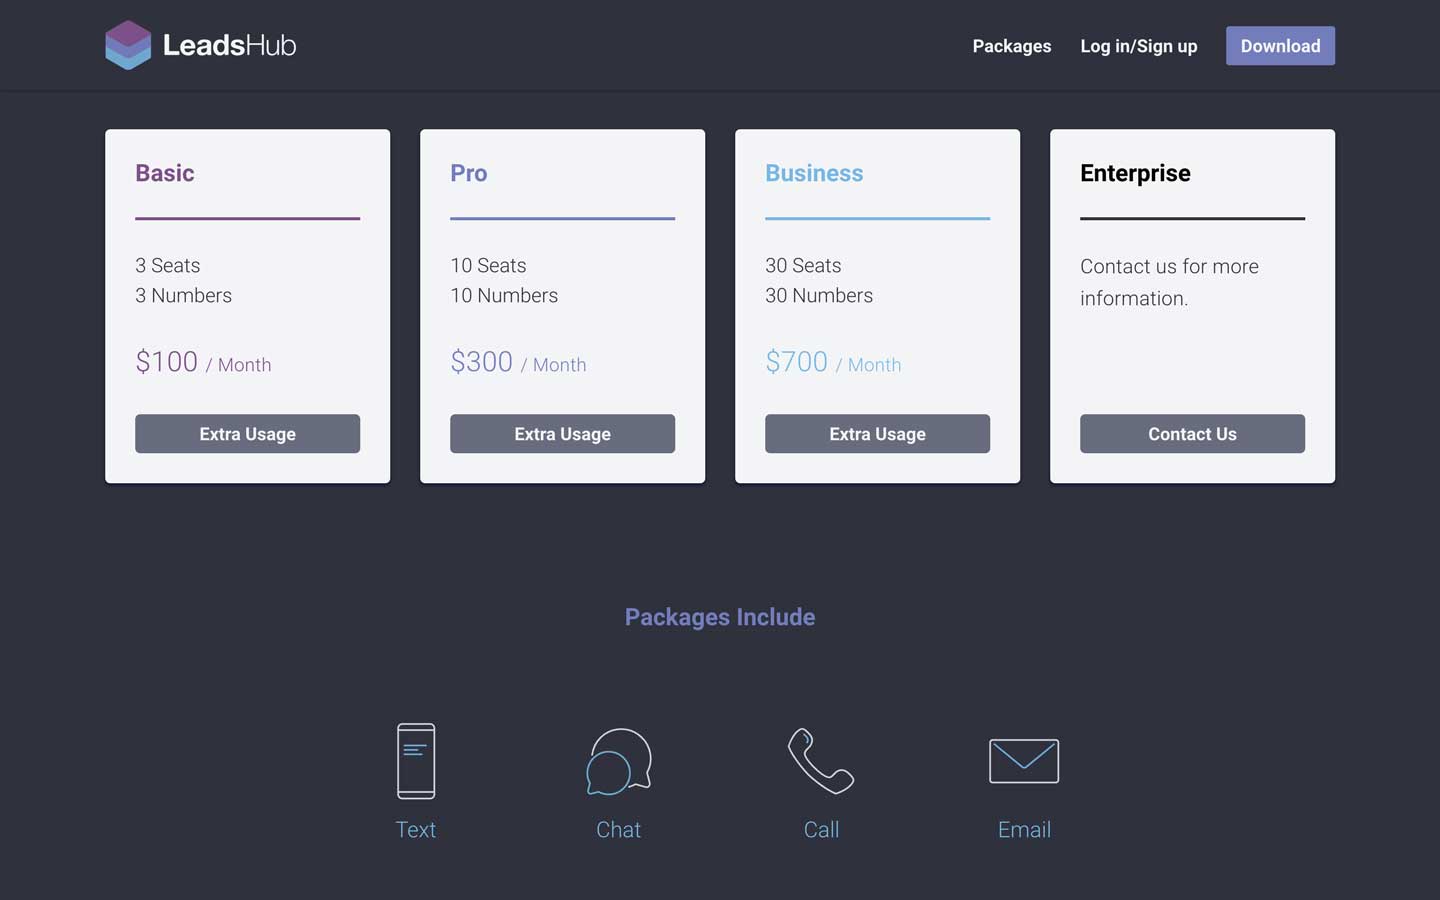 LeadsHub
Packages
Log in/Sign up
Download
Basic
3 Seats
3 Numbers
$100 / Month
Extra Usage
Pro
10 Seats
10 Numbers
$300 / Month
Extra Usage
Business
30 Seats
30 Numbers
$700 / Month
Extra Usage
Enterprise
Contact us for more
information.
Contact Us
Packages Include
Text
Chat
Call
Email